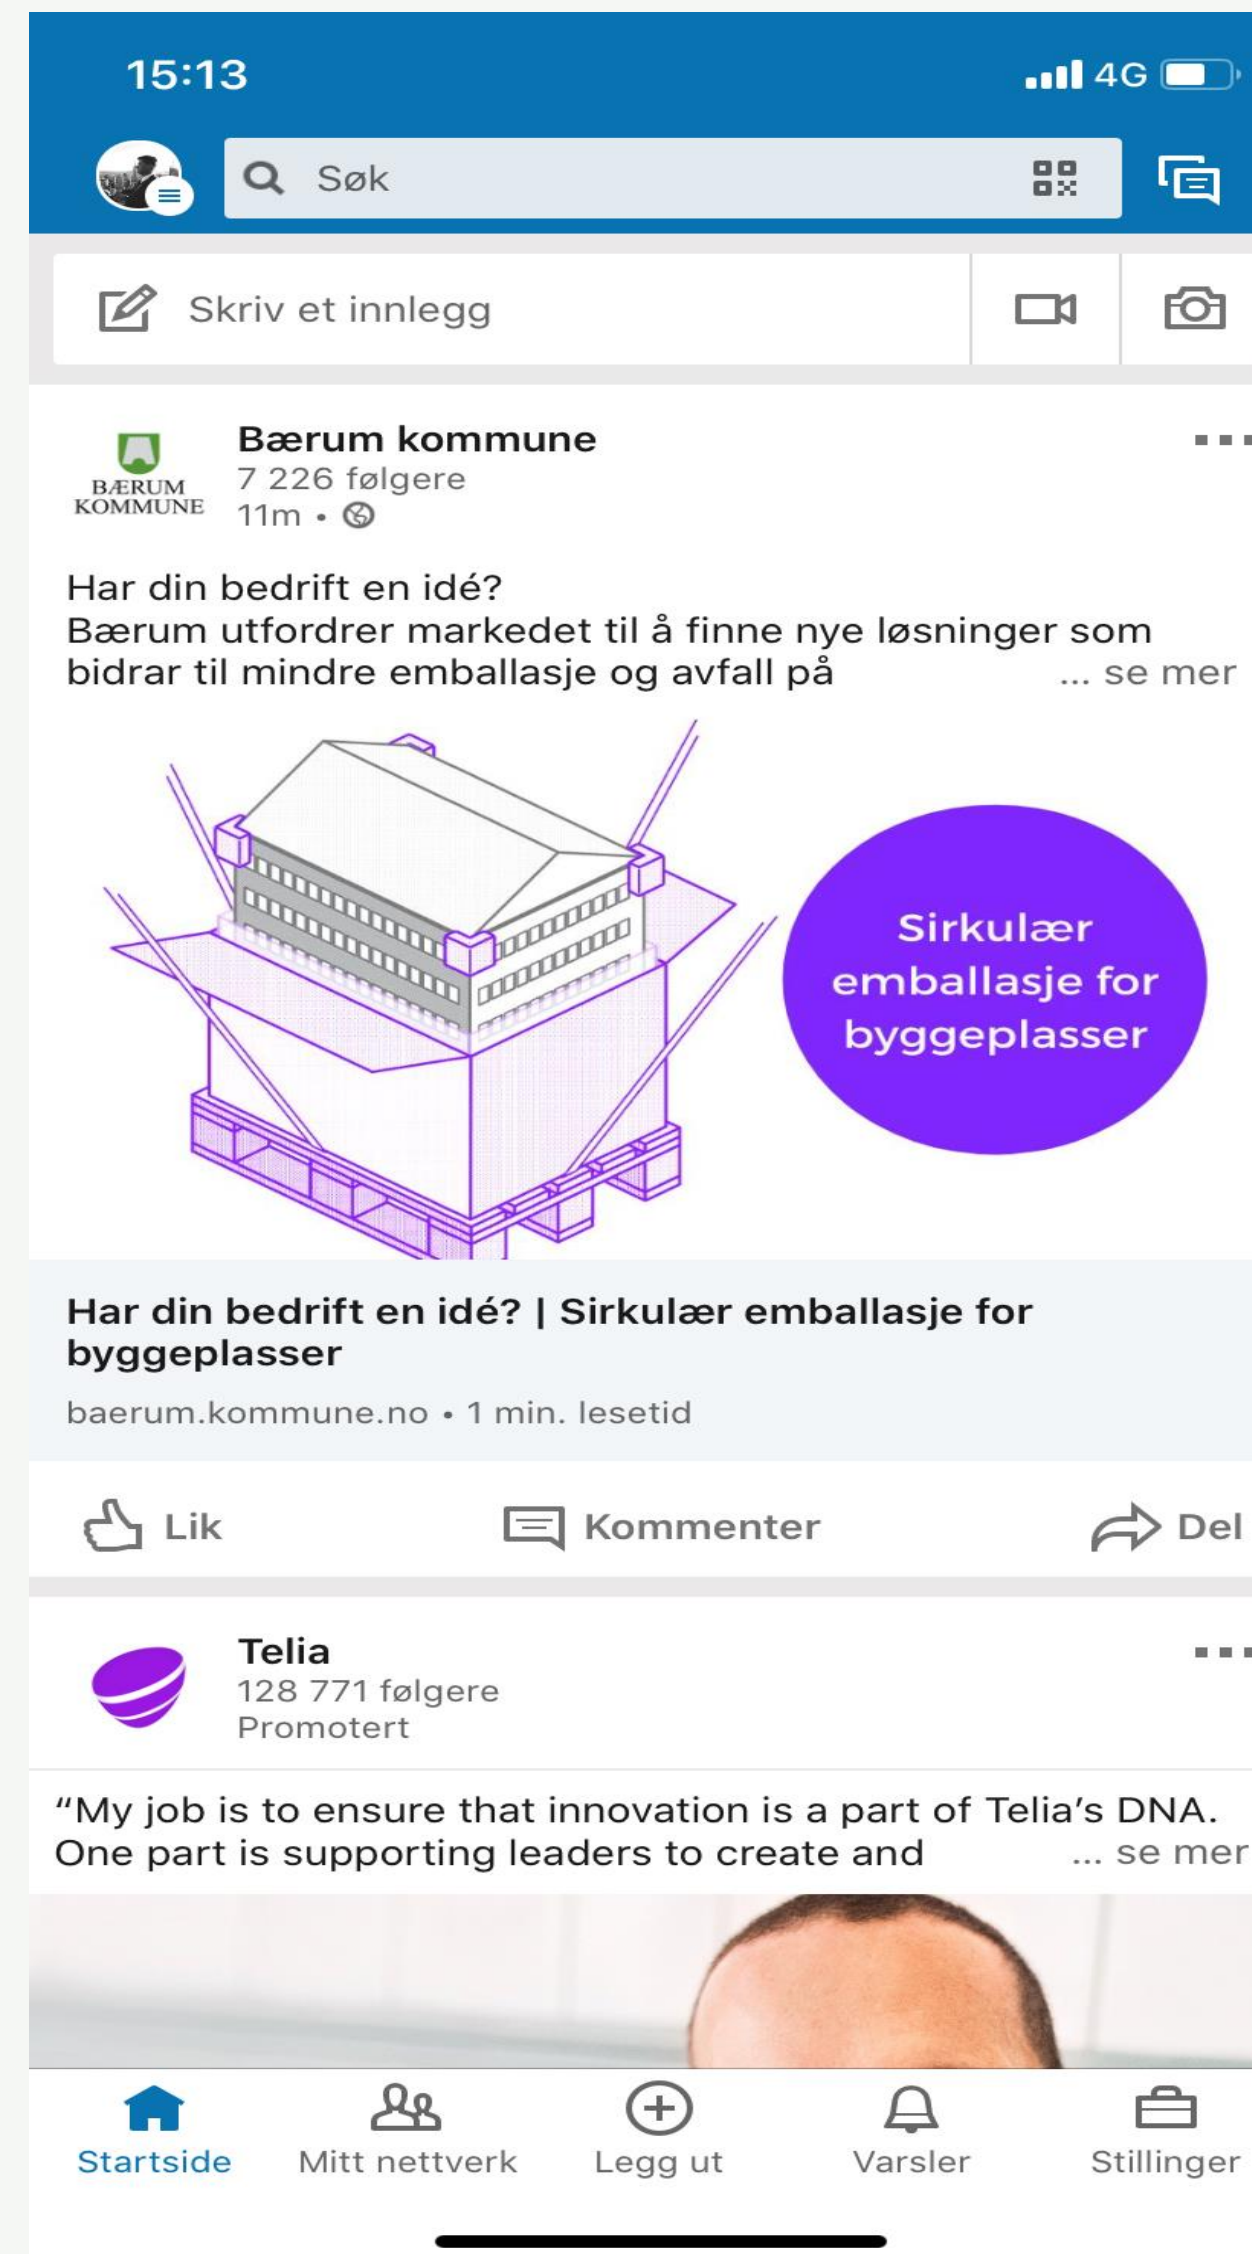 15:13
4G
Søk
Skriv et innlegg
BÆRUM
KOMMUNE
Bærum kommune
7 226 følgere
11m •
Har din bedrift en idé?
Bærum utfordrer markedet til å finne nye løsninger som
bidrar til mindre emballasje og avfall på ... se mer
Sirkulær
emballasje for
byggeplasser
Har din bedrift en idé? | Sirkulær emballasje for
byggeplasser
baerum.kommune.no • 1 min. lesetid
Lik Kommenter Del
Telia
128 771 følgere
Promotert
“My job is to ensure that innovation is a part of Telia’s DNA.
One part is supporting leaders to create and ... se mer
Startside Mitt nettverk Legg ut Varsler Stillinger